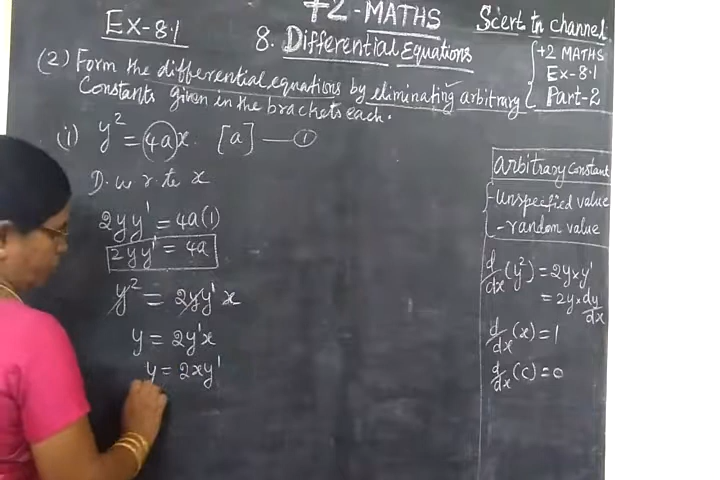 +2-MATHS
Ex-8.1
8. Differential Equations
Scert tn channel
+2 MATHS
Ex-8.1
Part-2
(2) Form the differential equations by eliminating arbitrary
Constants given in the brackets each.
(i) y² = 4a x. [a] — ①
D. w r. to x
2yy' = 4a(1)
2yy' = 4a
y² = 2yy' x
y = 2y'x
y = 2xy'
arbitrary Constant
- unspecified value
- random value
d/dx (y²) = 2y × y'
= 2y × dy/dx
d/dx (x) = 1
d/dx (c) = 0